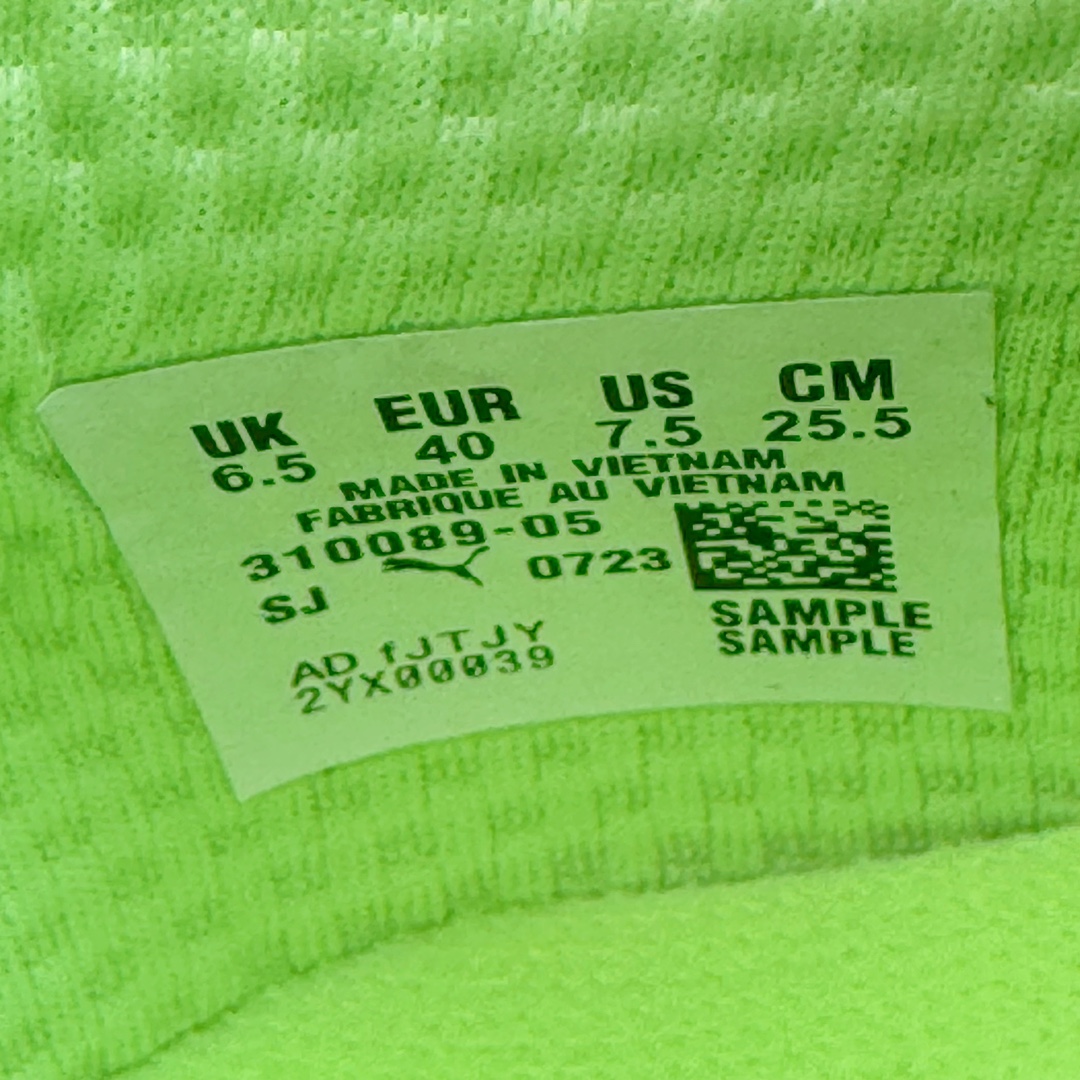 UK EUR US CM
6.5 40 7.5 25.5
MADE IN VIETNAM
FABRIQUE AU VIETNAM
310089-05
SJ 0723
SAMPLE
SAMPLE
AD fJTJY
2YX00039